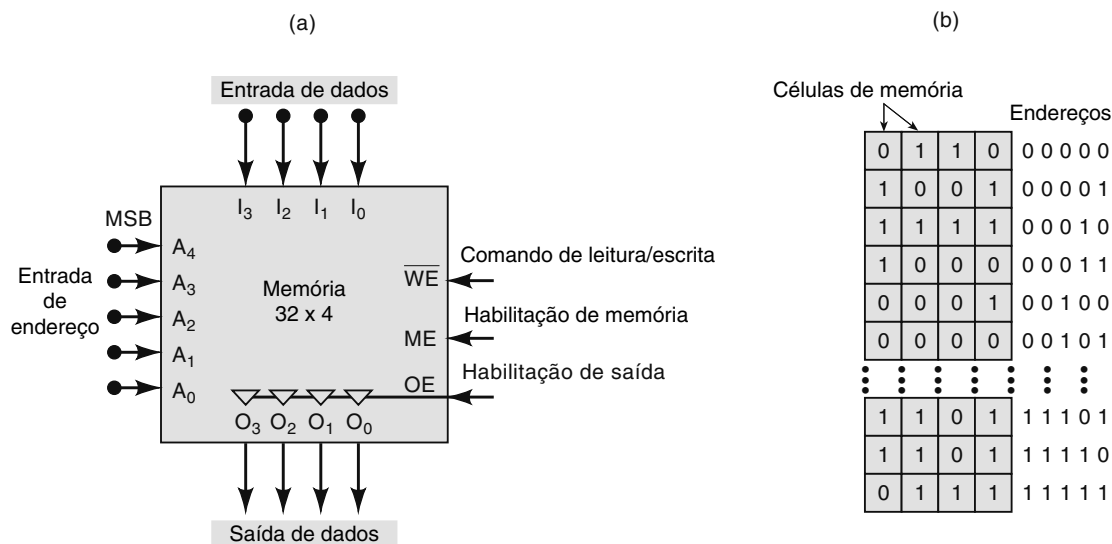 (a)
Entrada de dados
I3 I2 I1 I0
MSB
A4
A3
A2
A1
A0
Entrada
de
endereço
Memória
32 x 4
W̅E̅
Comando de leitura/escrita
ME
Habilitação de memória
OE
Habilitação de saída
O3 O2 O1 O0
Saída de dados
(b)
Células de memória
Endereços
0 1 1 0 0 0 0 0 0
1 0 0 1 0 0 0 0 1
1 1 1 1 0 0 0 1 0
1 0 0 0 0 0 0 1 1
0 0 0 1 0 0 1 0 0
0 0 0 0 0 0 1 0 1
1 1 0 1 1 1 1 0 1
1 1 0 1 1 1 1 1 0
0 1 1 1 1 1 1 1 1